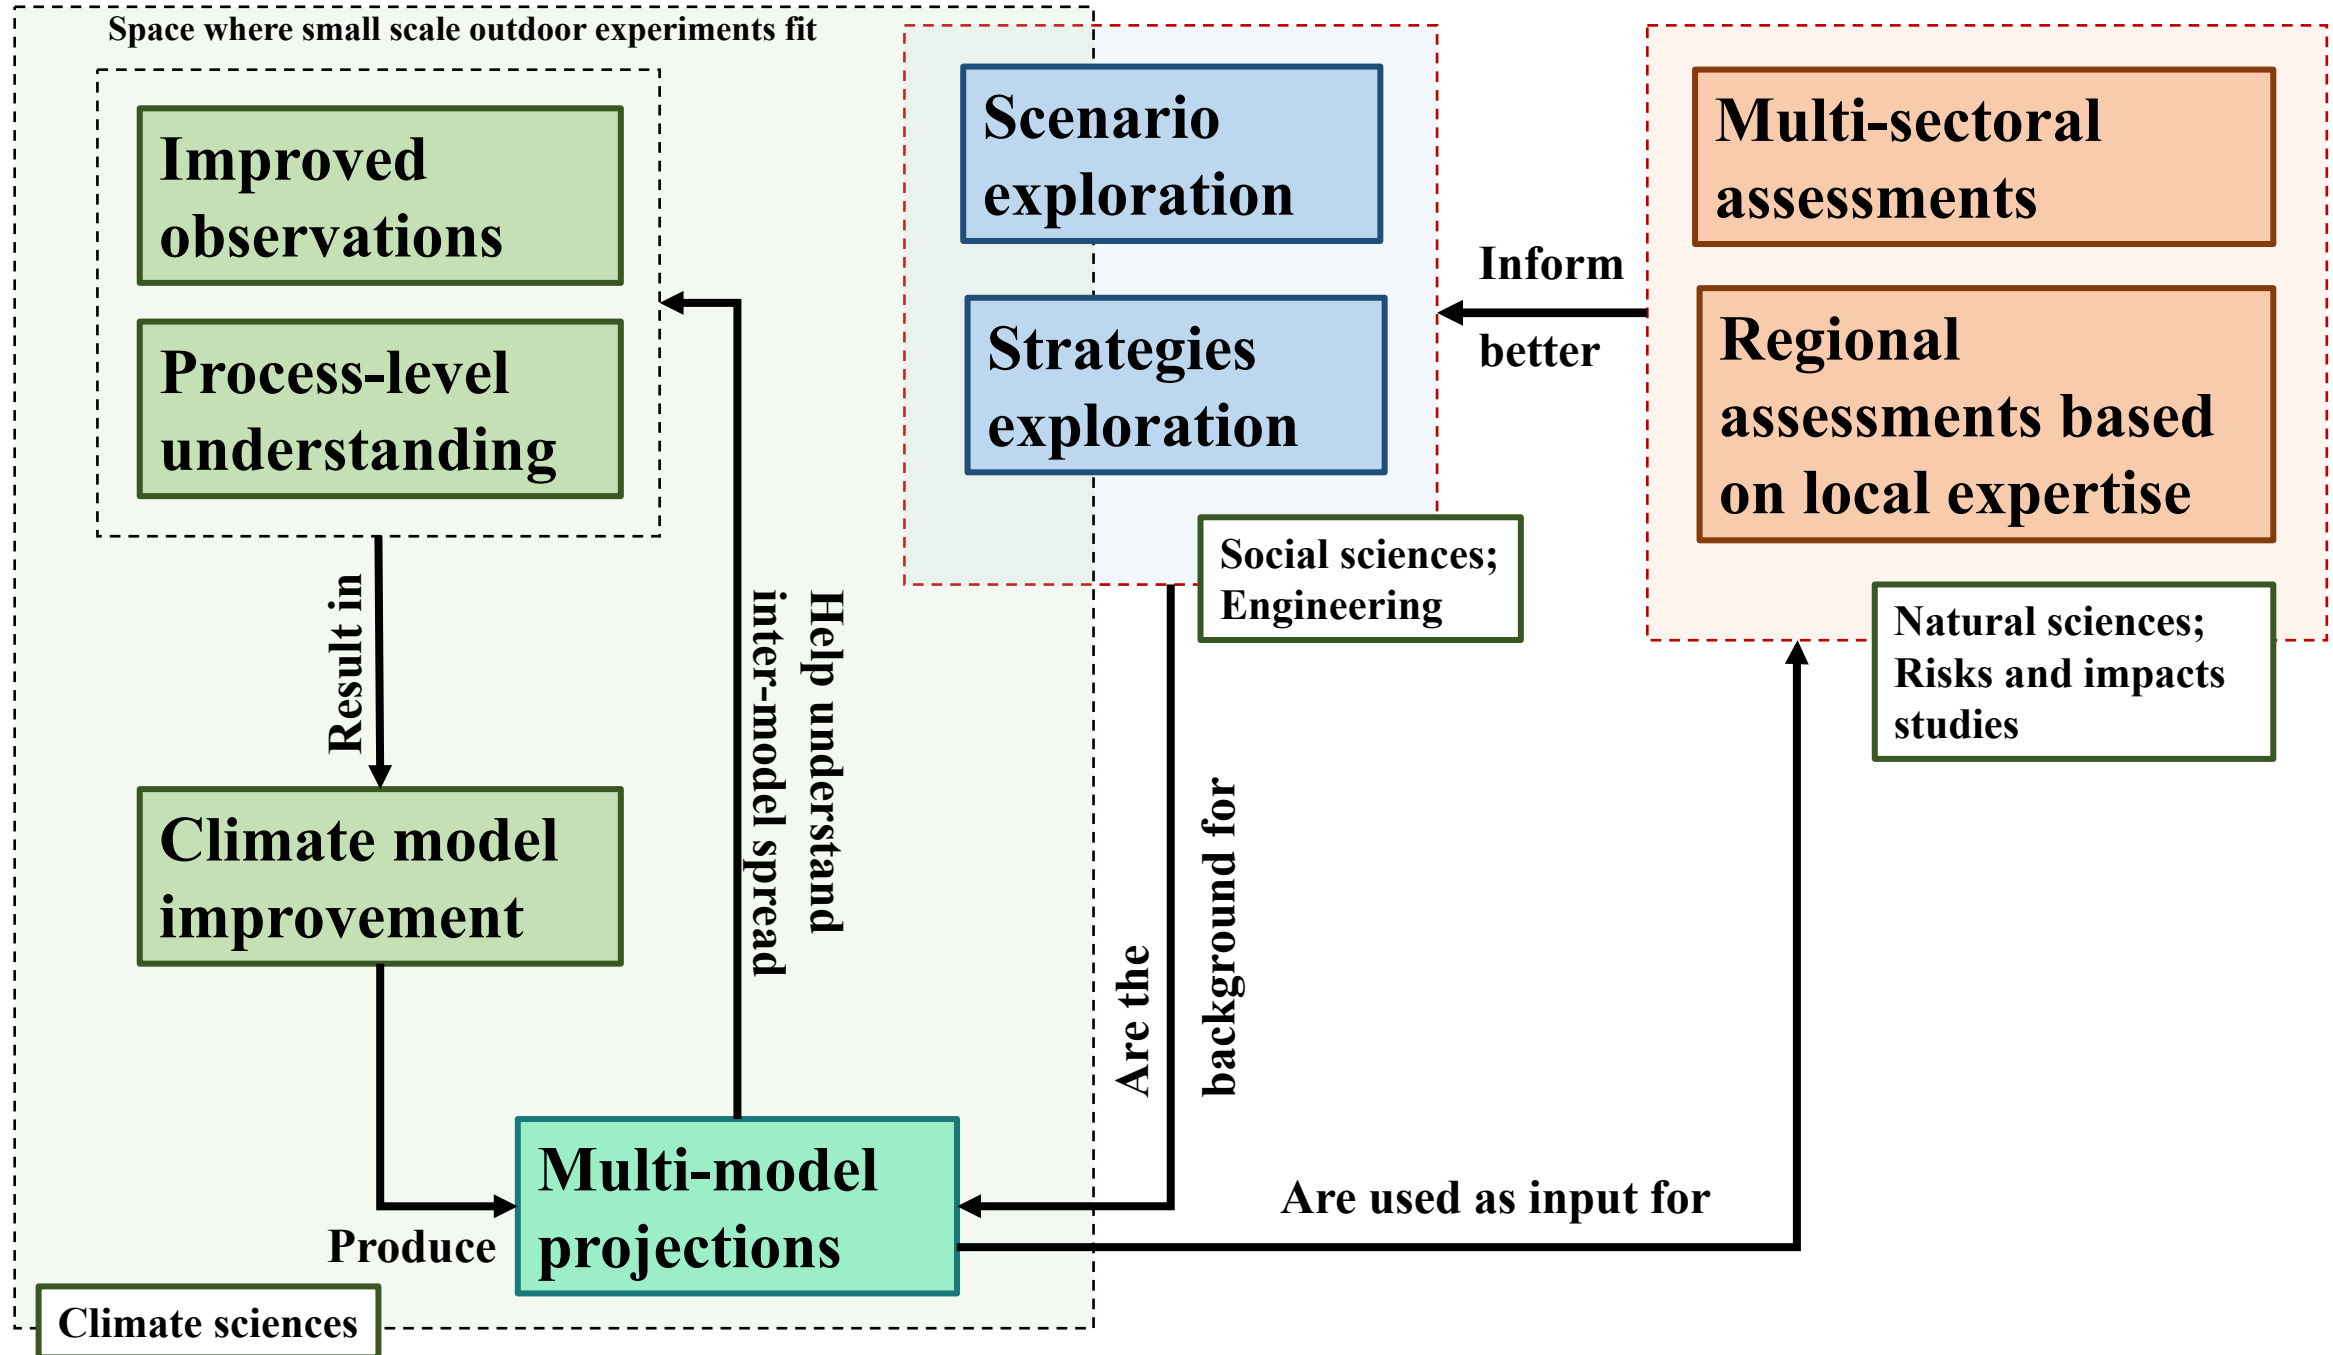 Space where small scale outdoor experiments fit
Improved
observations
Process-level
understanding
Result in
Climate model
improvement
Produce
Multi-model
projections
Help understand
inter-model spread
Climate sciences
Scenario
exploration
Strategies
exploration
Social sciences;
Engineering
Are the
background for
Inform
better
Multi-sectoral
assessments
Regional
assessments based
on local expertise
Natural sciences;
Risks and impacts
studies
Are used as input for